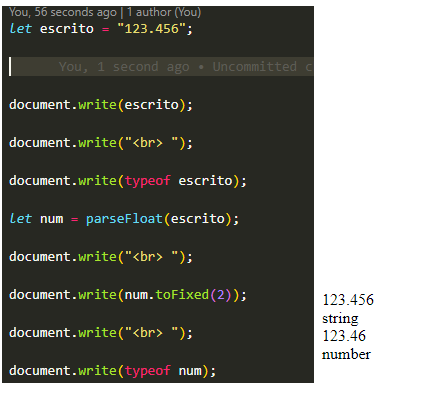 You, 56 seconds ago | 1 author (You)
let escrito = "123.456";
You, 1 second ago • Uncommitted c
document.write(escrito);
document.write("<br> ");
document.write(typeof escrito);
let num = parseFloat(escrito);
document.write("<br> ");
document.write(num.toFixed(2));
document.write("<br> ");
document.write(typeof num);
123.456
string
123.46
number